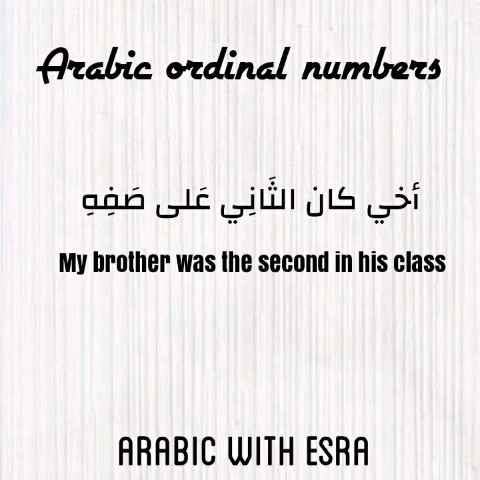 Arabic ordinal numbers
أخي كان الثَانِي عَلى صَفِهِ
My brother was the second in his class
ARABIC WITH ESRA